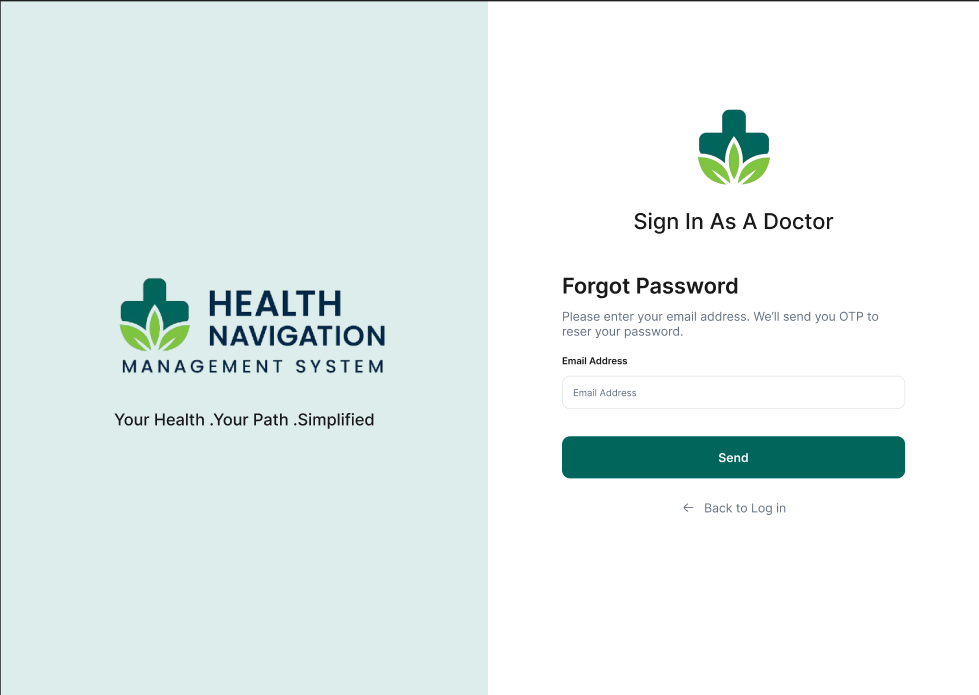 HEALTH
NAVIGATION
MANAGEMENT SYSTEM
Your Health .Your Path .Simplified
Sign In As A Doctor
Forgot Password
Please enter your email address. We’ll send you OTP to
reser your password.
Email Address
Email Address
Send
← Back to Log in